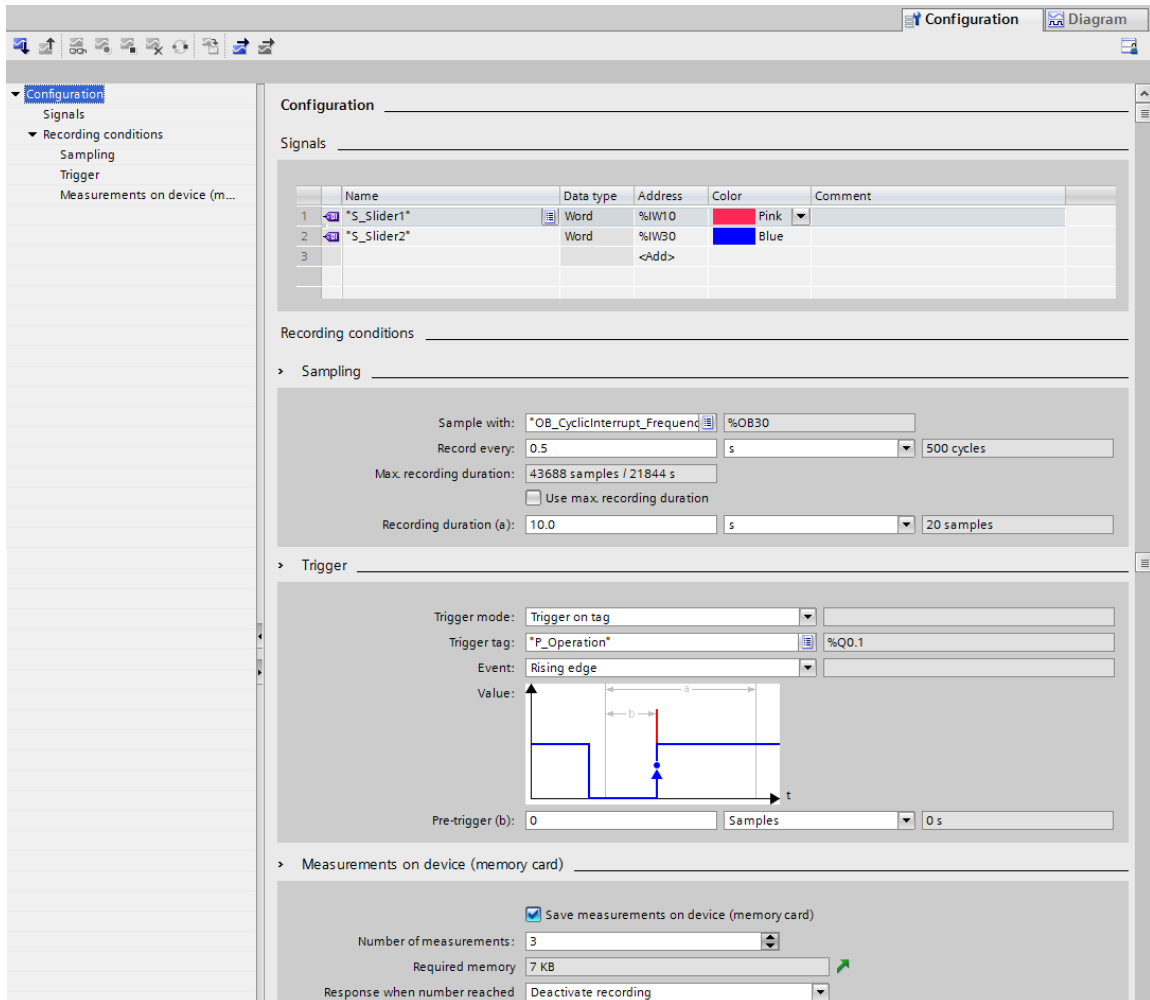 Configuration
Diagram
Configuration
Signals
Recording conditions
Sampling
Trigger
Measurements on device (m...
Configuration
Signals
Name Data type Address Color Comment
1 "S_Slider1" Word %IW10 Pink
2 "S_Slider2" Word %IW30 Blue
3 <Add>
Recording conditions
Sampling
Sample with: "OB_CyclicInterrupt_Frequenc %OB30
Record every: 0.5 s 500 cycles
Max. recording duration: 43688 samples / 21844 s
Use max. recording duration
Recording duration (a): 10.0 s 20 samples
Trigger
Trigger mode: Trigger on tag
Trigger tag: "P_Operation" %Q0.1
Event: Rising edge
Value:
a
b
t
Pre-trigger (b): 0 Samples 0 s
Measurements on device (memory card)
Save measurements on device (memory card)
Number of measurements: 3
Required memory 7 KB
Response when number reached Deactivate recording